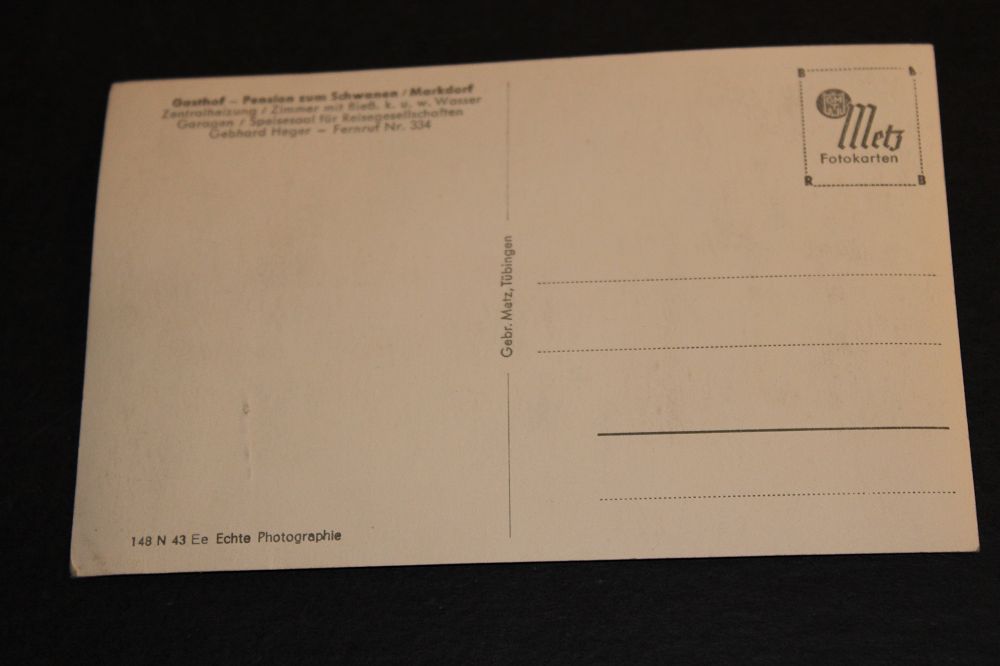 Gasthof – Pension zum Schwanen / Markdorf
Zentralheizung / Zimmer mit fließ. k. u. w. Wasser
Garagen / Speisesaal für Reisegesellschaften
Gebhard Heger – Fernruf Nr. 334
Metz
Fotokarten
R B
Gebr. Metz, Tübingen
148 N 43 Ee Echte Photographie